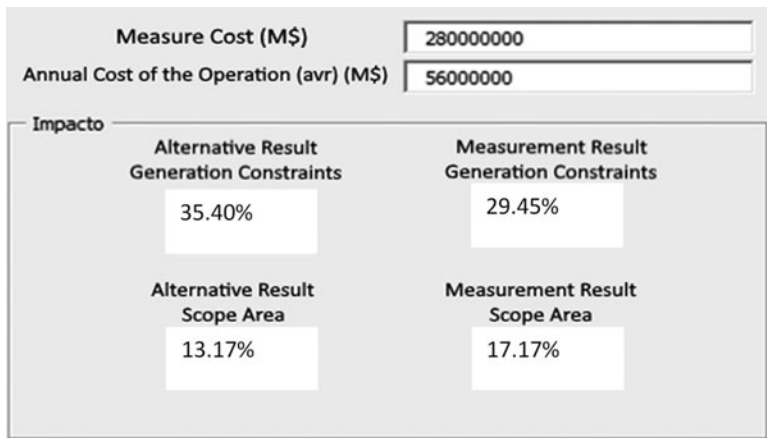 Measure Cost (M$) 280000000
Annual Cost of the Operation (avr) (M$) 56000000
Impacto
Alternative Result Measurement Result
Generation Constraints Generation Constraints
35.40% 29.45%
Alternative Result Measurement Result
Scope Area Scope Area
13.17% 17.17%